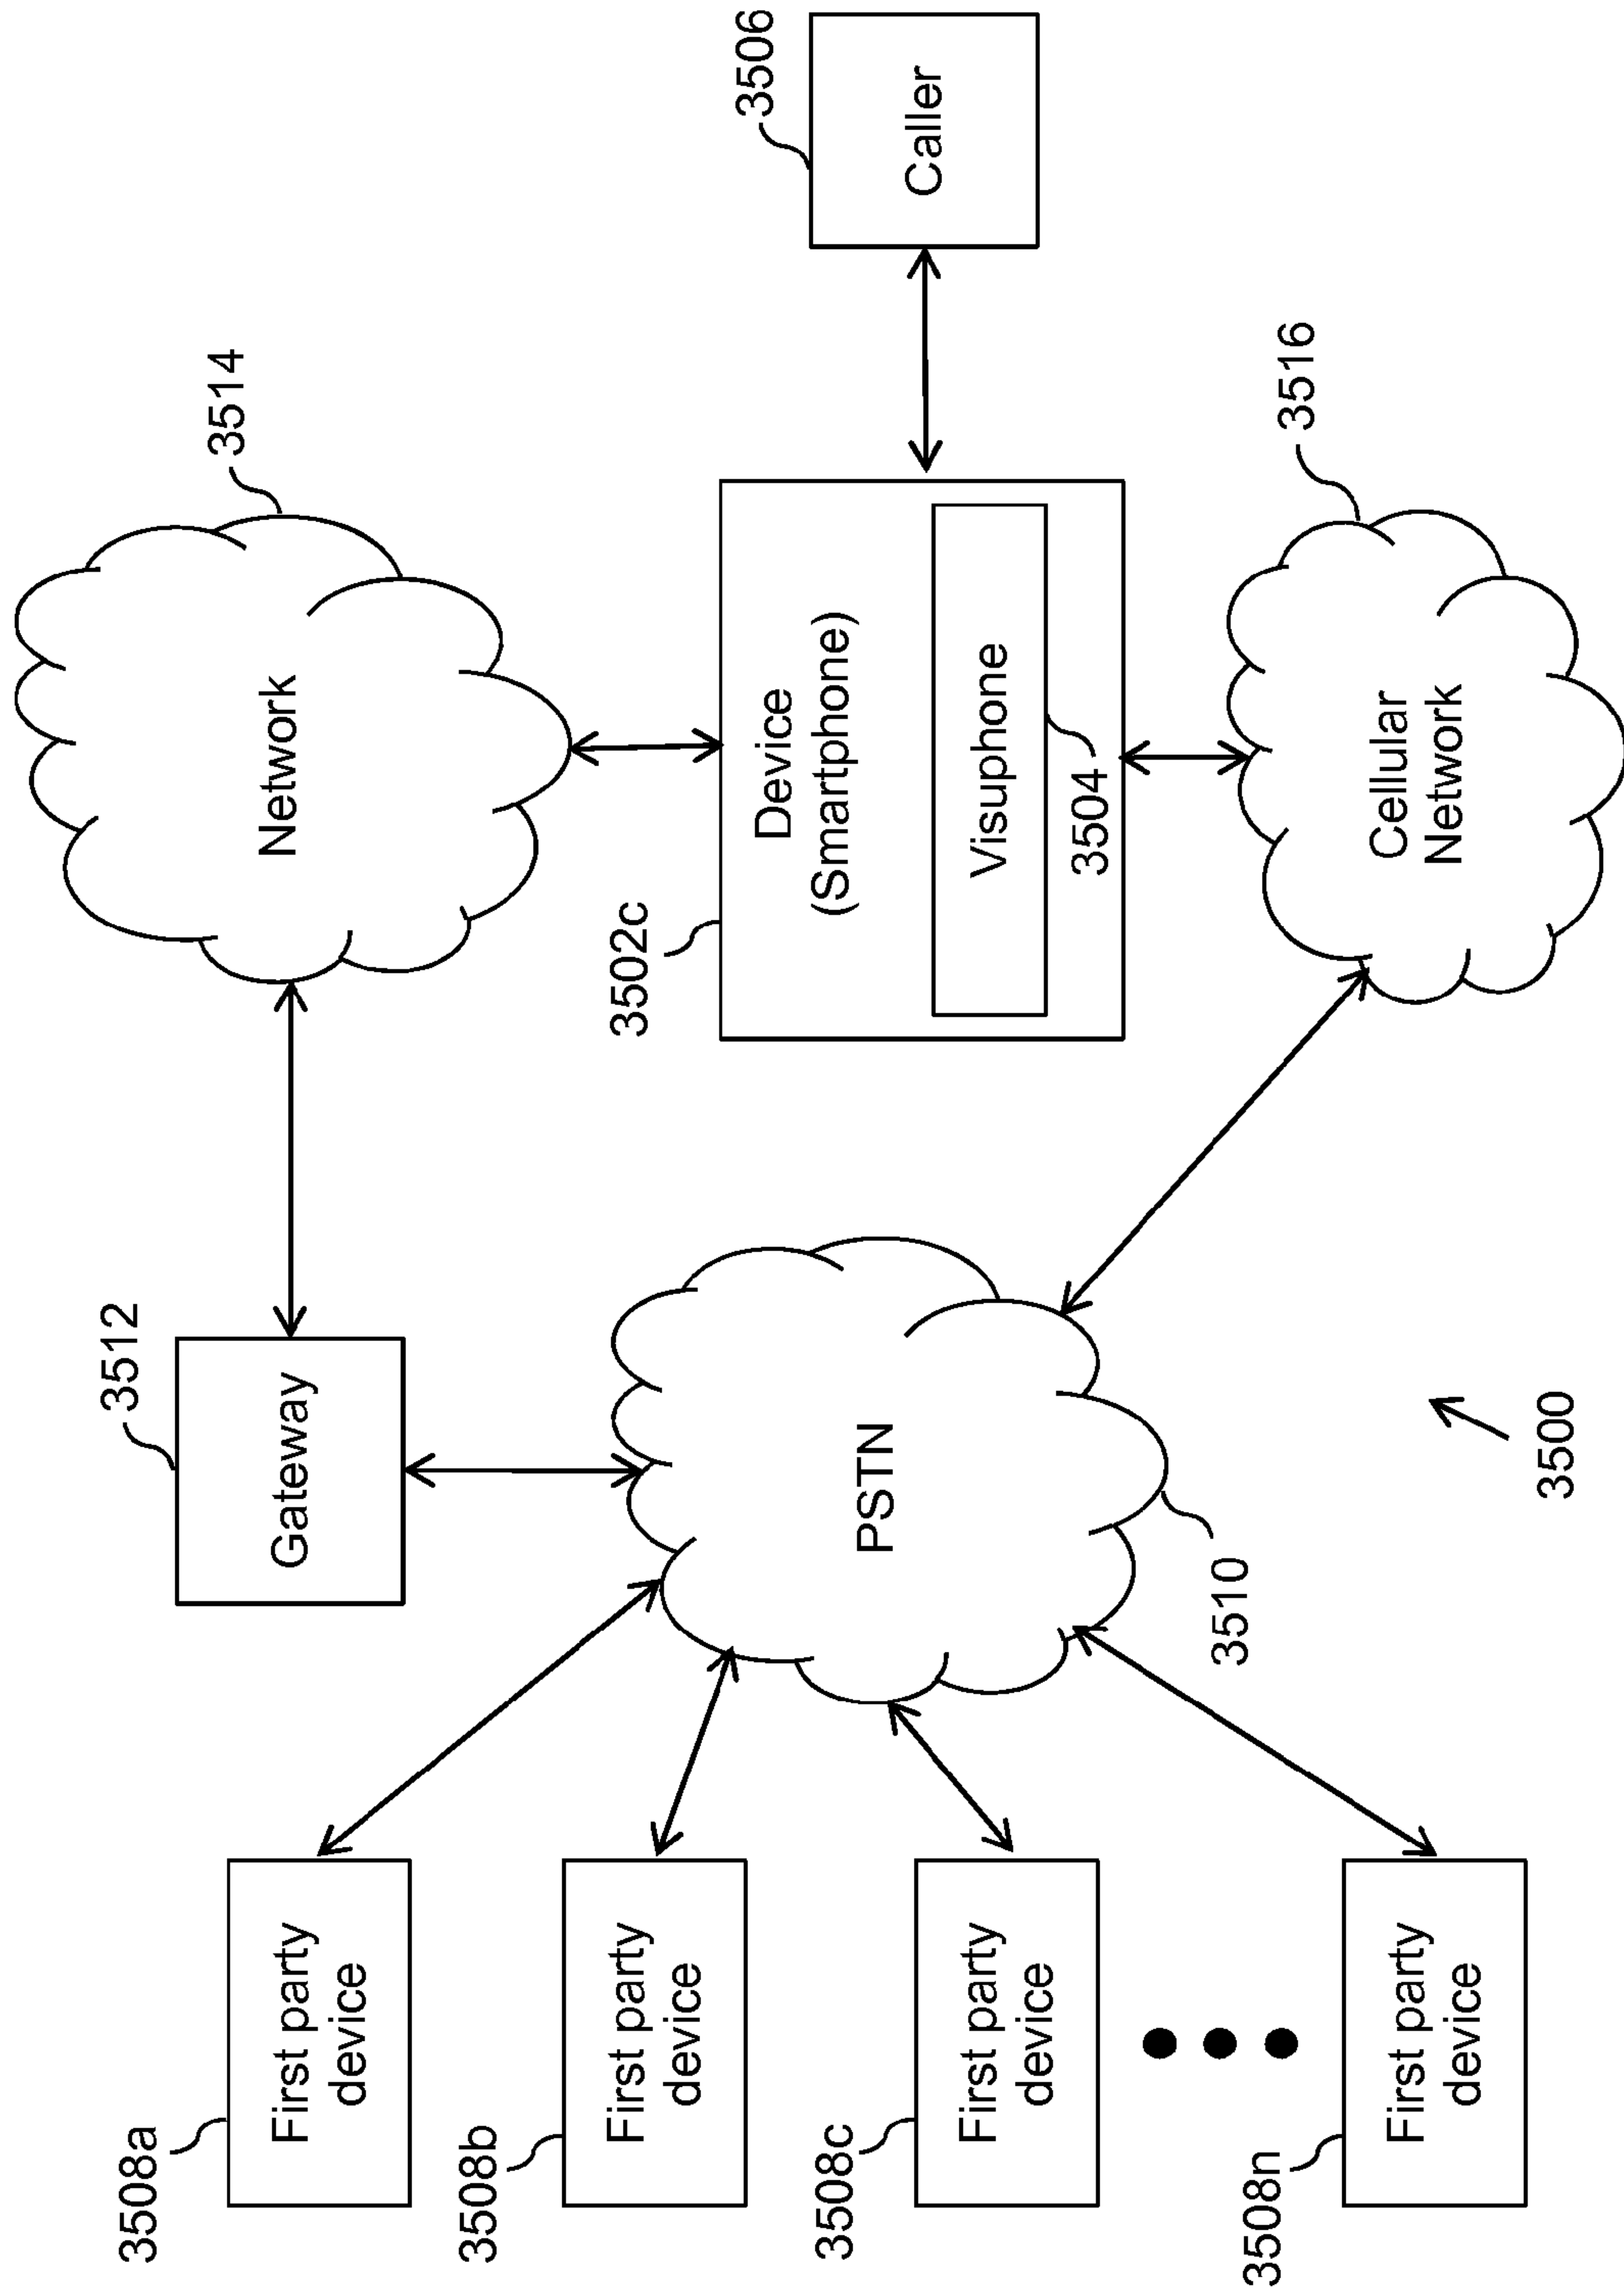 3508a
First party
device
3508b
First party
device
3508c
First party
device
3508n
First party
device
3512
Gateway
PSTN
3510
3500
3514
Network
3502c
Device
(Smartphone)
Visuphone
3504
3516
Cellular
Network
3506
Caller